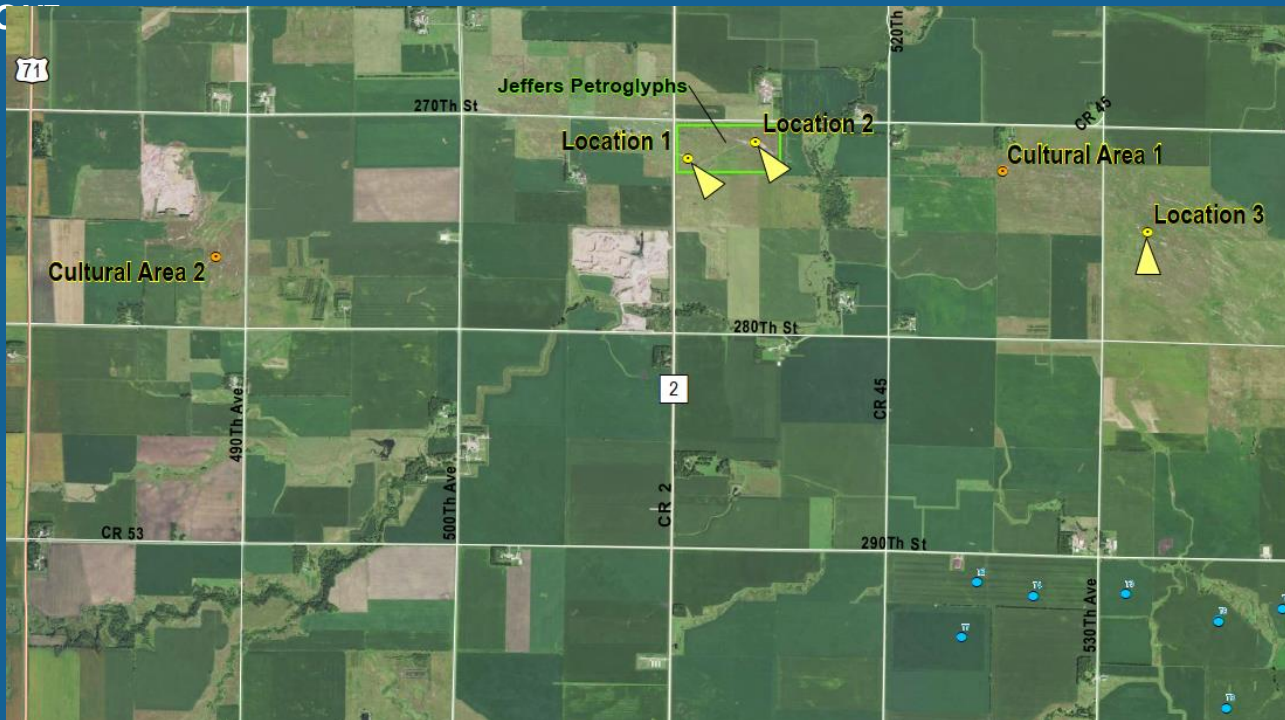 71
520Th
Jeffers Petroglyphs
270Th St
CR 45
Location 1
Location 2
Cultural Area 1
Location 3
Cultural Area 2
280Th St
2
CR 45
490Th Ave
500Th Ave
CR 2
CR 53
290Th St
530Th Ave